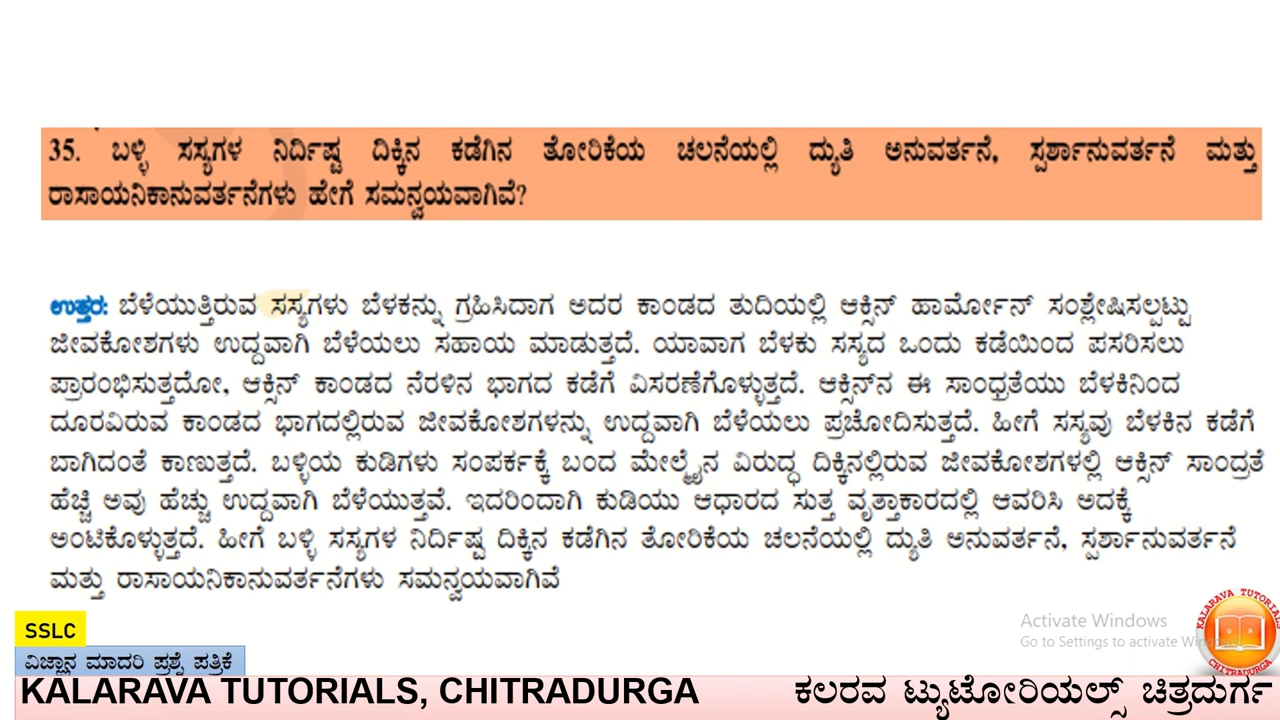 35. ಬಳ್ಳಿ ಸಸ್ಯಗಳ ನಿರ್ದಿಷ್ಟ ದಿಕ್ಕಿನ ಕಡೆಗಿನ ತೋರಿಕೆಯ ಚಲನೆಯಲ್ಲಿ ದ್ಯುತಿ ಅನುವರ್ತನೆ, ಸ್ಪರ್ಶಾನುವರ್ತನೆ ಮತ್ತು
ರಾಸಾಯನಿಕಾನುವರ್ತನೆಗಳು ಹೇಗೆ ಸಮನ್ವಯವಾಗಿವೆ?
ಉತ್ತರ: ಬೆಳೆಯುತ್ತಿರುವ ಸಸ್ಯಗಳು ಬೆಳಕನ್ನು ಗ್ರಹಿಸಿದಾಗ ಅದರ ಕಾಂಡದ ತುದಿಯಲ್ಲಿ ಆಕ್ಸಿನ್ ಹಾರ್ಮೋನ್ ಸಂಶ್ಲೇಷಿಸಲ್ಪಟ್ಟು
ಜೀವಕೋಶಗಳು ಉದ್ದವಾಗಿ ಬೆಳೆಯಲು ಸಹಾಯ ಮಾಡುತ್ತದೆ. ಯಾವಾಗ ಬೆಳಕು ಸಸ್ಯದ ಒಂದು ಕಡೆಯಿಂದ ಪಸರಿಸಲು
ಪ್ರಾರಂಭಿಸುತ್ತದೋ, ಆಕ್ಸಿನ್ ಕಾಂಡದ ನೆರಳಿನ ಭಾಗದ ಕಡೆಗೆ ವಿಸರಣೆಗೊಳ್ಳುತ್ತದೆ. ಆಕ್ಸಿನ್‌ನ ಈ ಸಾಂದ್ರತೆಯು ಬೆಳಕಿನಿಂದ
ದೂರವಿರುವ ಕಾಂಡದ ಭಾಗದಲ್ಲಿರುವ ಜೀವಕೋಶಗಳನ್ನು ಉದ್ದವಾಗಿ ಬೆಳೆಯಲು ಪ್ರಚೋದಿಸುತ್ತದೆ. ಹೀಗೆ ಸಸ್ಯವು ಬೆಳಕಿನ ಕಡೆಗೆ
ಬಾಗಿದಂತೆ ಕಾಣುತ್ತದೆ. ಬಳ್ಳಿಯ ಕುಡಿಗಳು ಸಂಪರ್ಕಕ್ಕೆ ಬಂದ ಮೇಲ್ಮೈನ ವಿರುದ್ಧ ದಿಕ್ಕಿನಲ್ಲಿರುವ ಜೀವಕೋಶಗಳಲ್ಲಿ ಆಕ್ಸಿನ್ ಸಾಂದ್ರತೆ
ಹೆಚ್ಚಿ ಅವು ಹೆಚ್ಚು ಉದ್ದವಾಗಿ ಬೆಳೆಯುತ್ತವೆ. ಇದರಿಂದಾಗಿ ಕುಡಿಯು ಆಧಾರದ ಸುತ್ತ ವೃತ್ತಾಕಾರದಲ್ಲಿ ಆವರಿಸಿ ಅದಕ್ಕೆ
ಅಂಟಿಕೊಳ್ಳುತ್ತದೆ. ಹೀಗೆ ಬಳ್ಳಿ ಸಸ್ಯಗಳ ನಿರ್ದಿಷ್ಟ ದಿಕ್ಕಿನ ಕಡೆಗಿನ ತೋರಿಕೆಯ ಚಲನೆಯಲ್ಲಿ ದ್ಯುತಿ ಅನುವರ್ತನೆ, ಸ್ಪರ್ಶಾನುವರ್ತನೆ
ಮತ್ತು ರಾಸಾಯನಿಕಾನುವರ್ತನೆಗಳು ಸಮನ್ವಯವಾಗಿವೆ
Activate Windows
Go to Settings to activate
SSLC
ವಿಜ್ಞಾನ ಮಾದರಿ ಪ್ರಶ್ನೆ ಪತ್ರಿಕೆ
KALARAVA TUTORIALS
CHITRADURGA
KALARAVA TUTORIALS, CHITRADURGA ಕಲರವ ಟ್ಯುಟೋರಿಯಲ್ಸ್ ಚಿತ್ರದುರ್ಗ